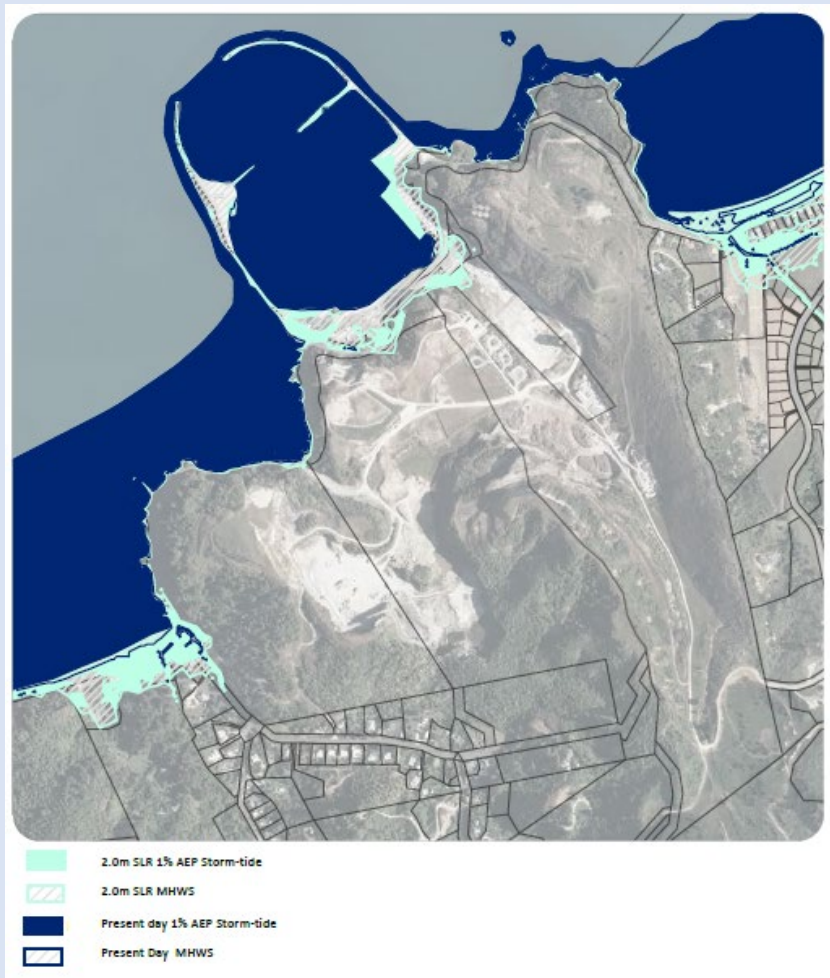 2.0m SLR 1% AEP Storm-tide
2.0m SLR MHWS
Present day 1% AEP Storm-tide
Present Day MHWS